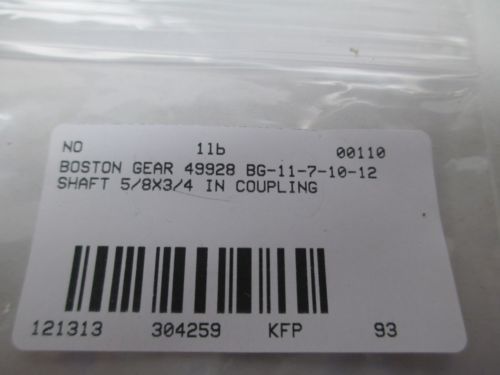 NO 11b 00110
BOSTON GEAR 49928 BG-11-7-10-12
SHAFT 5/8X3/4 IN COUPLING
121313 304259 KFP 93